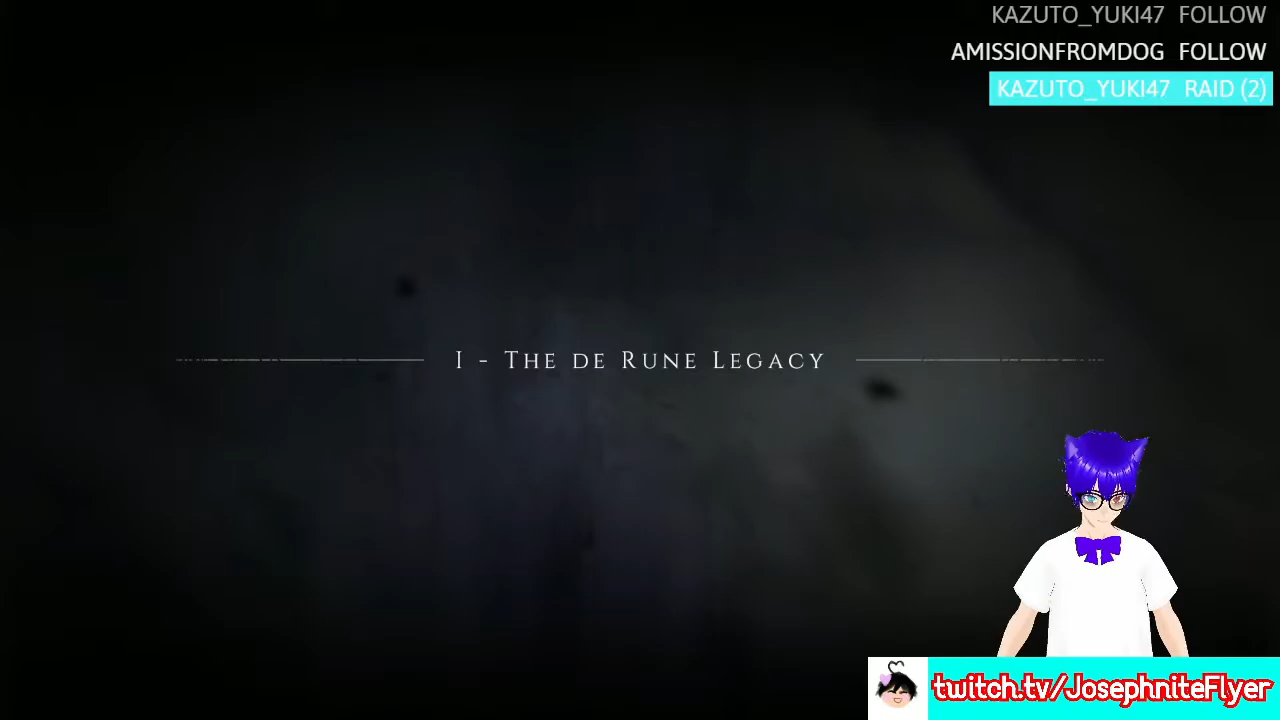 KAZUTO_YUKI47 FOLLOW
AMISSIONFROMDOG FOLLOW
KAZUTO_YUKI47 RAID (2)
I - The de Rune Legacy
twitch.tv/JosephniteFlyer